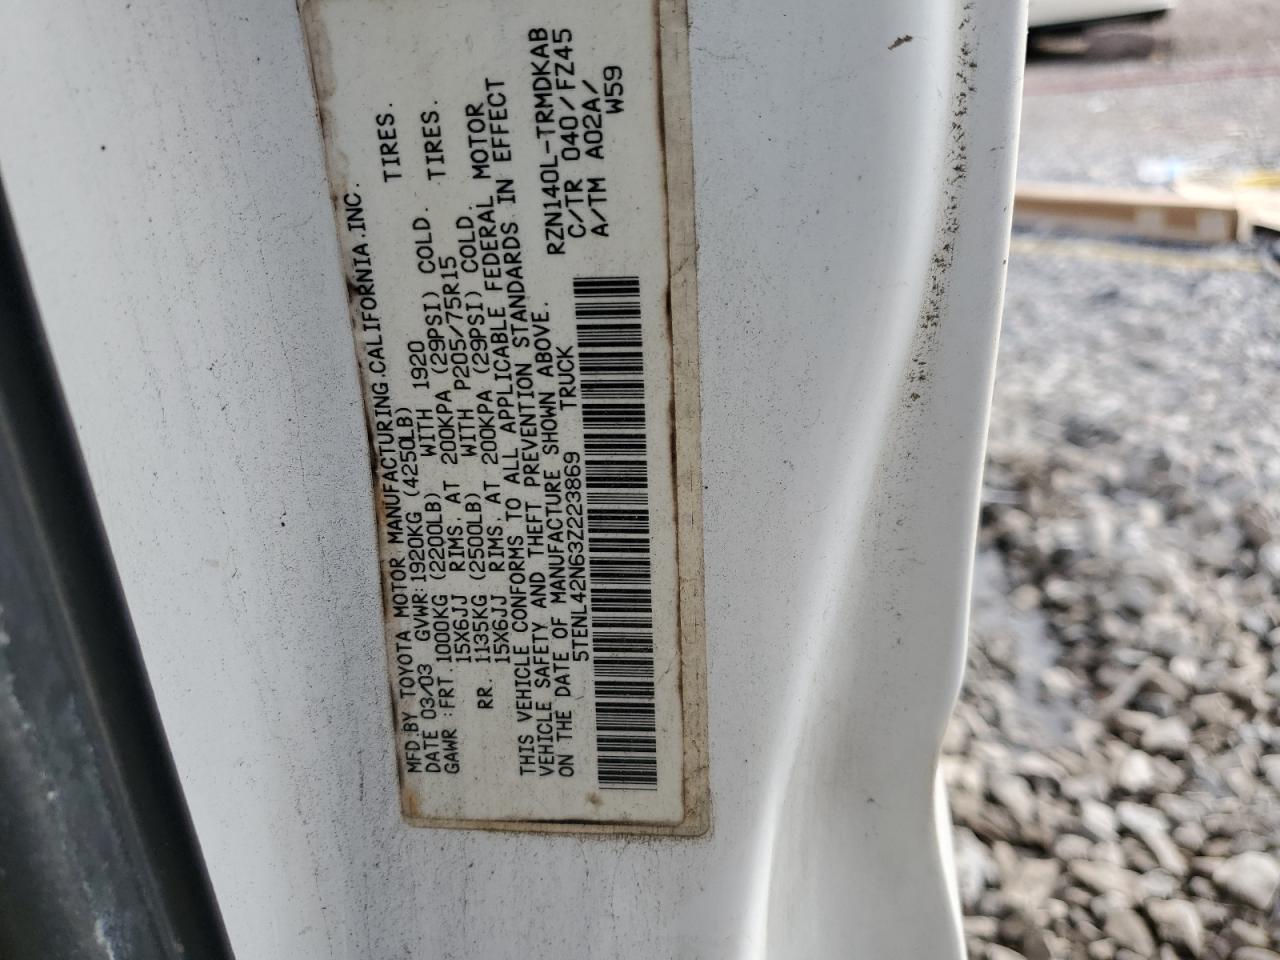 MFD.BY TOYOTA MOTOR MANUFACTURING.CALIFORNIA.INC.
DATE 03/03 GVWR:1920KG (4250LB)
GAWR :FRT.1000KG (2200LB) WITH 1920 TIRES.
15X6JJ RIMS, AT 200KPA (29PSI) COLD.
RR. 1135KG (2500LB) WITH P205/75R15 TIRES.
15X6JJ RIMS, AT 200KPA (29PSI) COLD.
THIS VEHICLE CONFORMS TO ALL APPLICABLE FEDERAL MOTOR
VEHICLE SAFETY AND THEFT PREVENTION STANDARDS IN EFFECT
ON THE DATE OF MANUFACTURE SHOWN ABOVE.
5TENL42N63Z223869 TRUCK
RZN140L-TRMDKAB
C/TR 040/FZ45
A/TM A02A/
W59